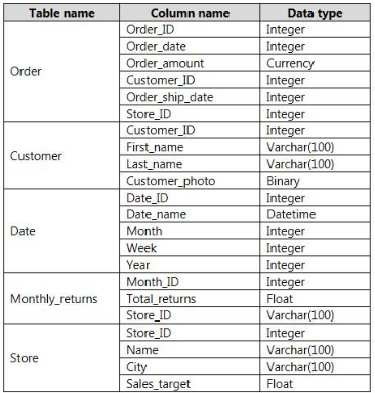 Table name Column name Data type
Order Order_ID Integer
Order_date Integer
Order_amount Currency
Customer_ID Integer
Order_ship_date Integer
Store_ID Integer
Customer Customer_ID Integer
First_name Varchar(100)
Last_name Varchar(100)
Customer_photo Binary
Date Date_ID Integer
Date_name Datetime
Month Integer
Week Integer
Year Integer
Monthly_returns Month_ID Integer
Total_returns Float
Store_ID Varchar(100)
Store Store_ID Integer
Name Varchar(100)
City Varchar(100)
Sales_target Float